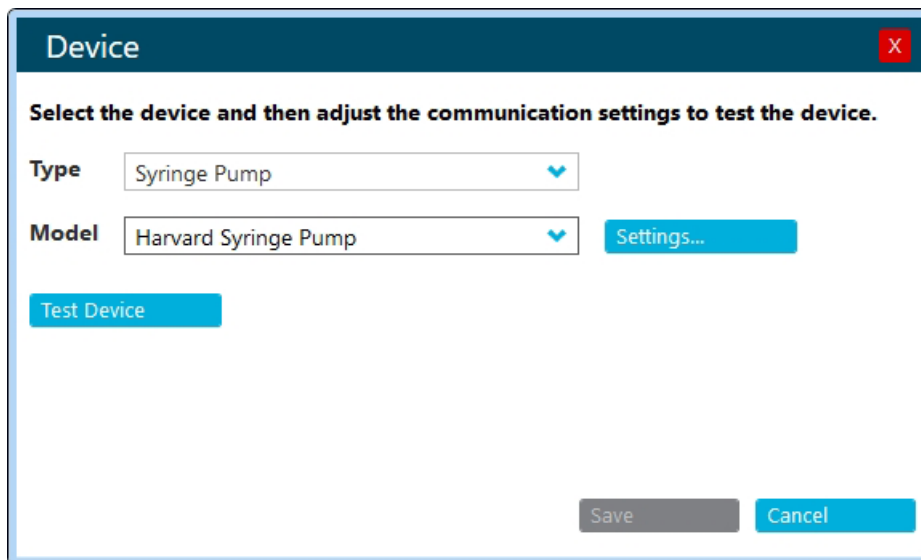 Device
X
Select the device and then adjust the communication settings to test the device.
Type
Syringe Pump
Model
Harvard Syringe Pump
Settings...
Test Device
Save
Cancel